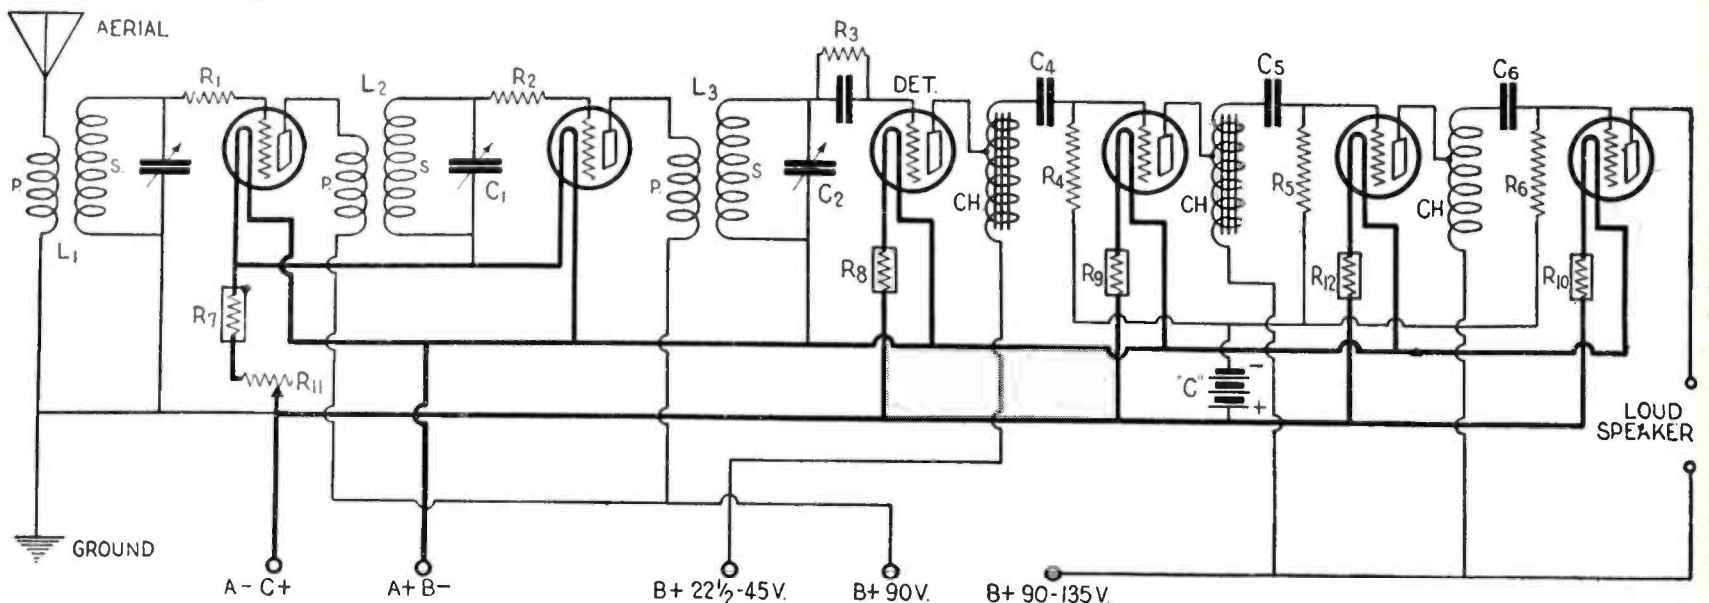 AERIAL
R1
L2
R2
L3
R3
DET.
C4
C5
C6
P.
S.
L1
P.
S
C1
P.
S
C2
CH
R4
CH
R5
CH
R6
R7
R8
R9
R12
R10
R11
"C"
-
+
LOUD
SPEAKER
GROUND
A- C+
A+ B-
B+ 22½-45V.
B+ 90V.
B+ 90-135V.